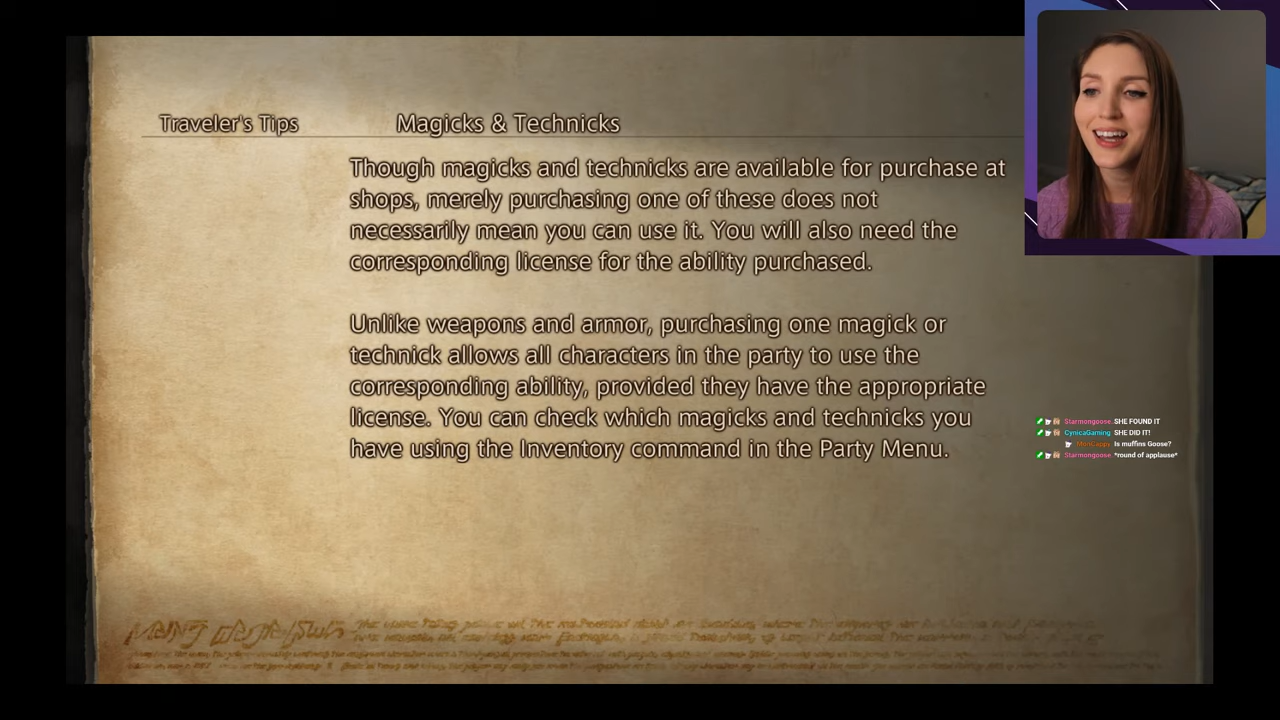 Traveler's Tips
Magicks & Technicks
Though magicks and technicks are available for purchase at
shops, merely purchasing one of these does not
necessarily mean you can use it. You will also need the
corresponding license for the ability purchased.
Unlike weapons and armor, purchasing one magick or
technick allows all characters in the party to use the
corresponding ability, provided they have the appropriate
license. You can check which magicks and technicks you
have using the Inventory command in the Party Menu.
Starmongoose: SHE FOUND IT
CynicaGaming: SHE DID IT!
MonCappy: Is muffins Goose?
Starmongoose: *round of applause*